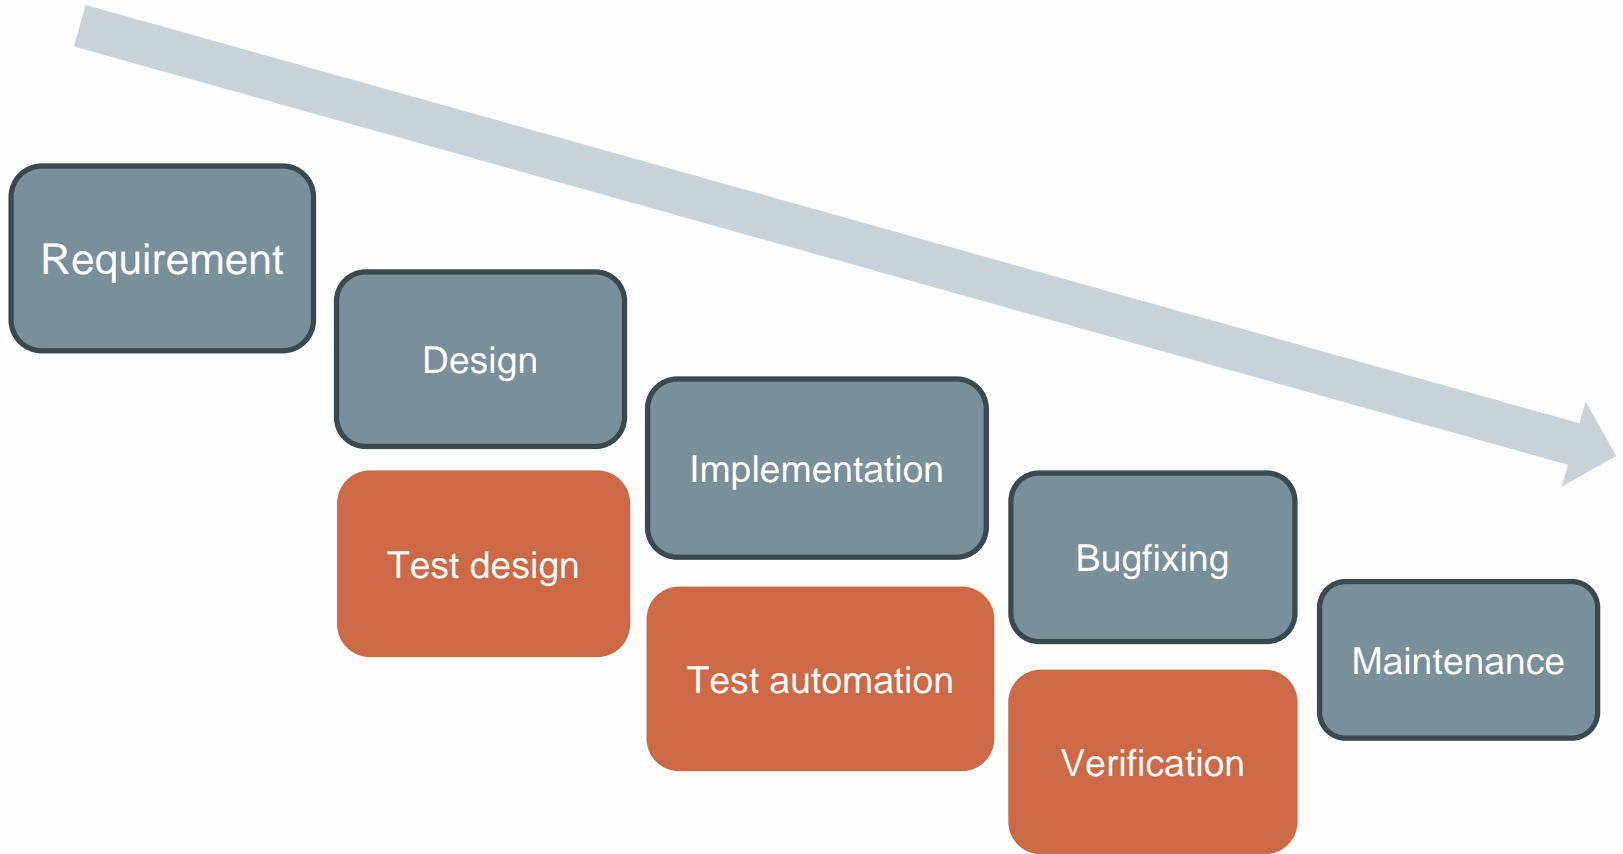 Requirement
Design
Test design
Implementation
Test automation
Bugfixing
Verification
Maintenance